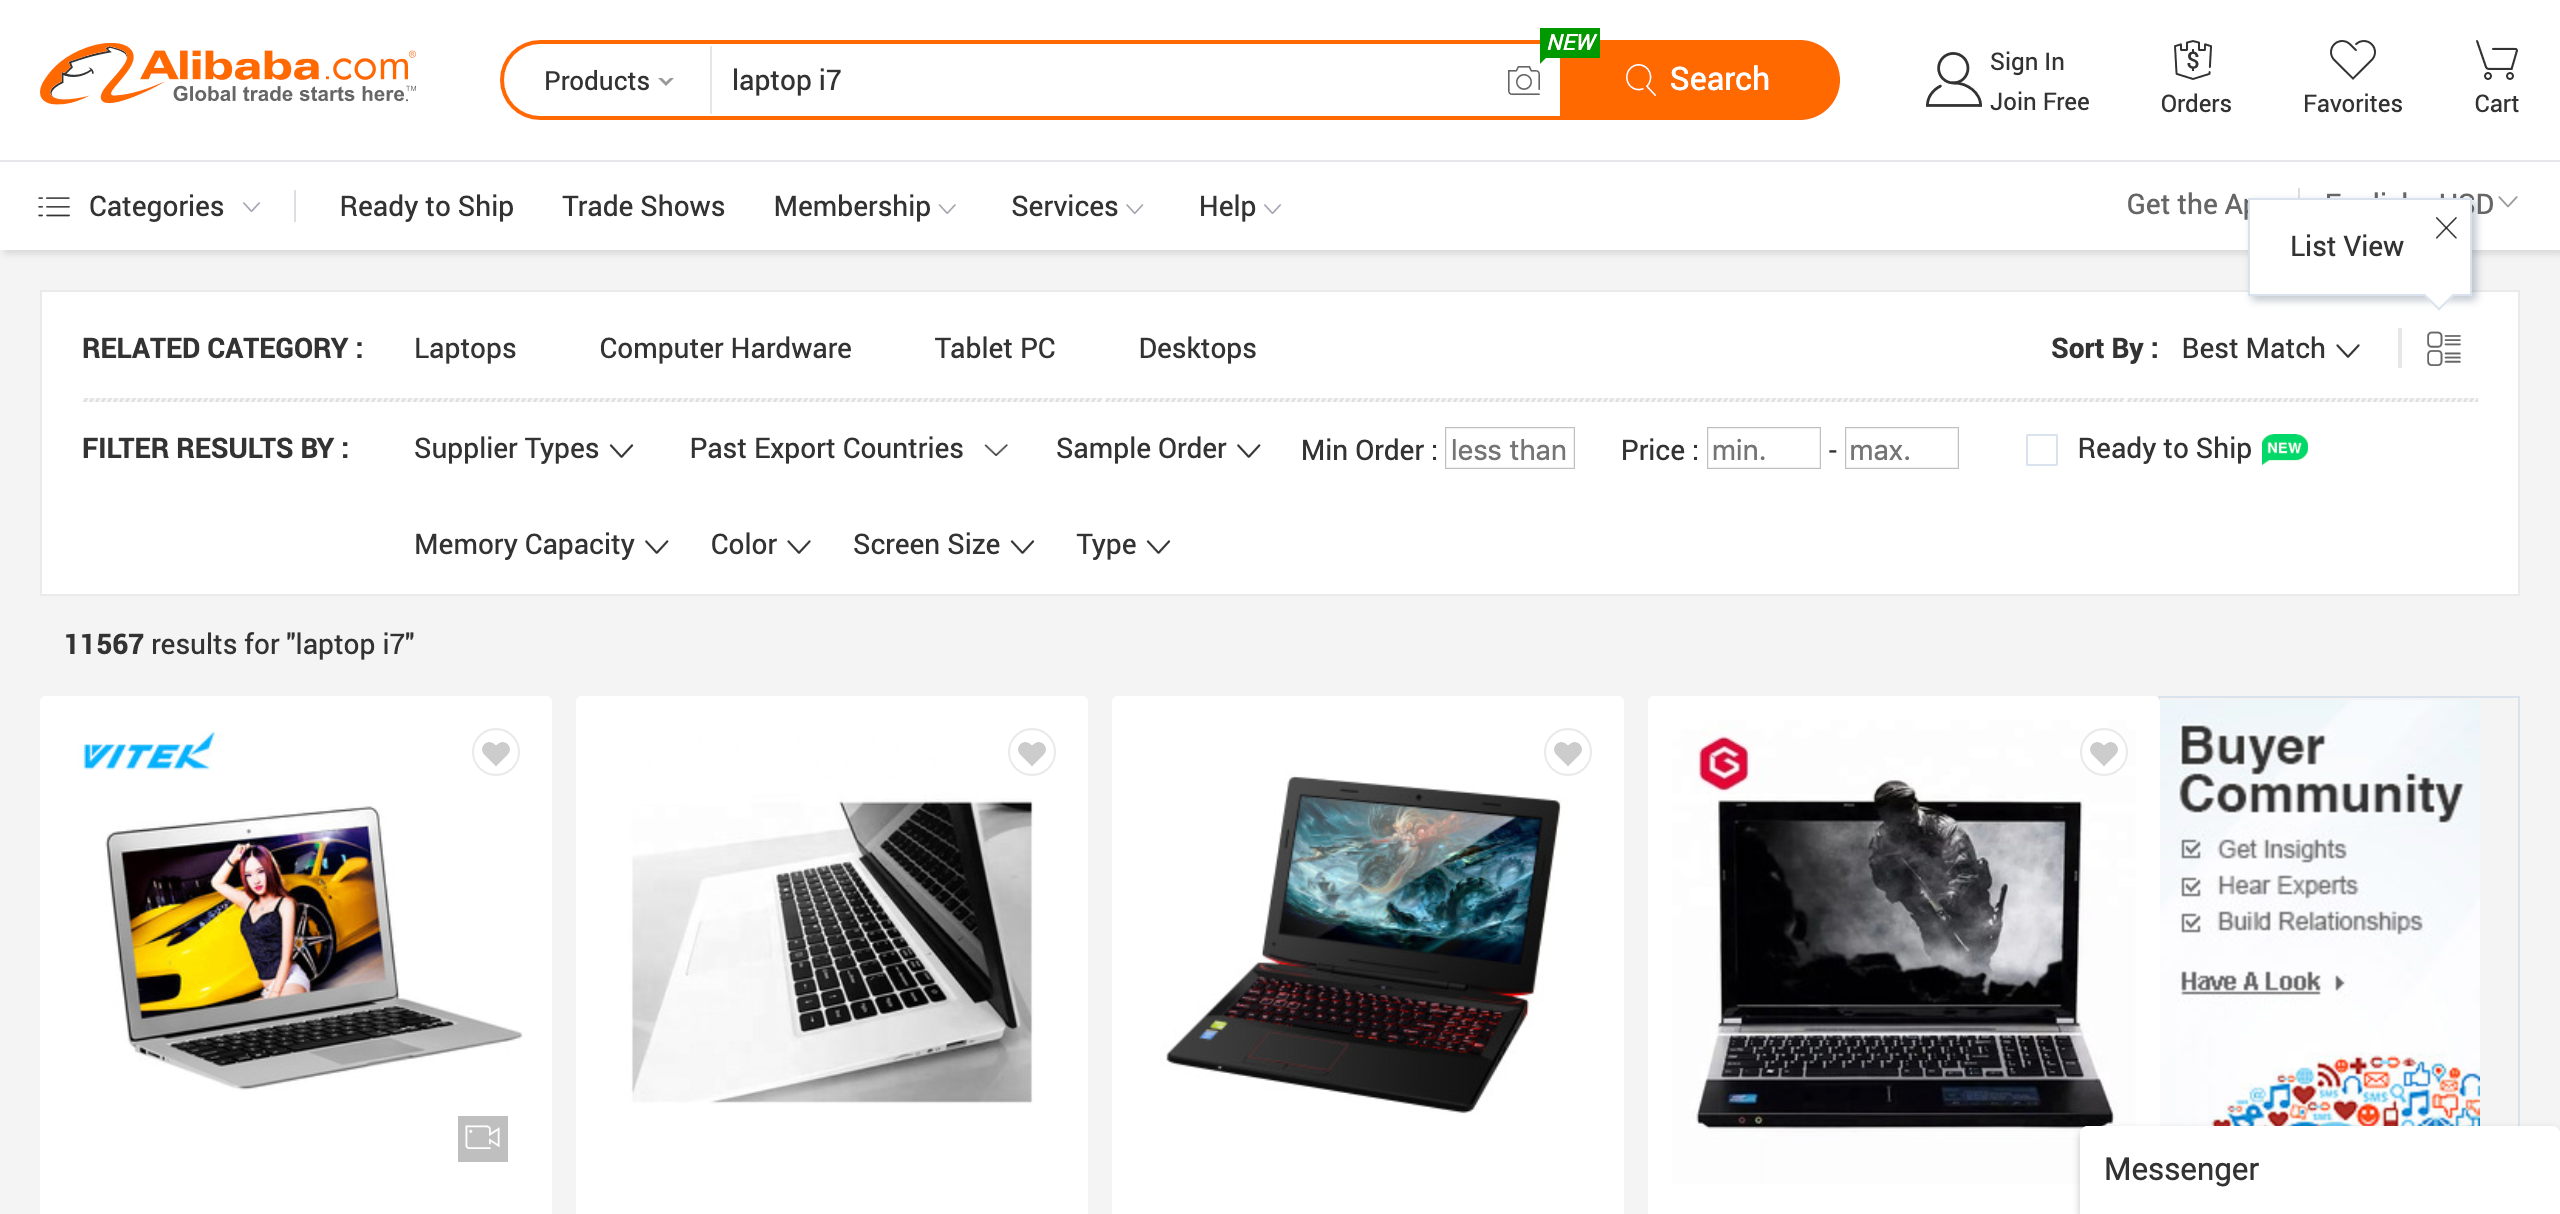 Alibaba.com
Global trade starts here.™
Products
laptop i7
NEW
Search
Sign In
Join Free
Orders
Favorites
Cart
Categories
Ready to Ship
Trade Shows
Membership
Services
Help
Get the
List View
RELATED CATEGORY :
Laptops
Computer Hardware
Tablet PC
Desktops
Sort By :
Best Match
FILTER RESULTS BY :
Supplier Types
Past Export Countries
Sample Order
Min Order :
less than
Price :
min.
-
max.
Ready to Ship
NEW
Memory Capacity
Color
Screen Size
Type
11567 results for "laptop i7"
VITEK
G
Buyer
Community
Get Insights
Hear Experts
Build Relationships
Have A Look
SMS
SMS
Messenger